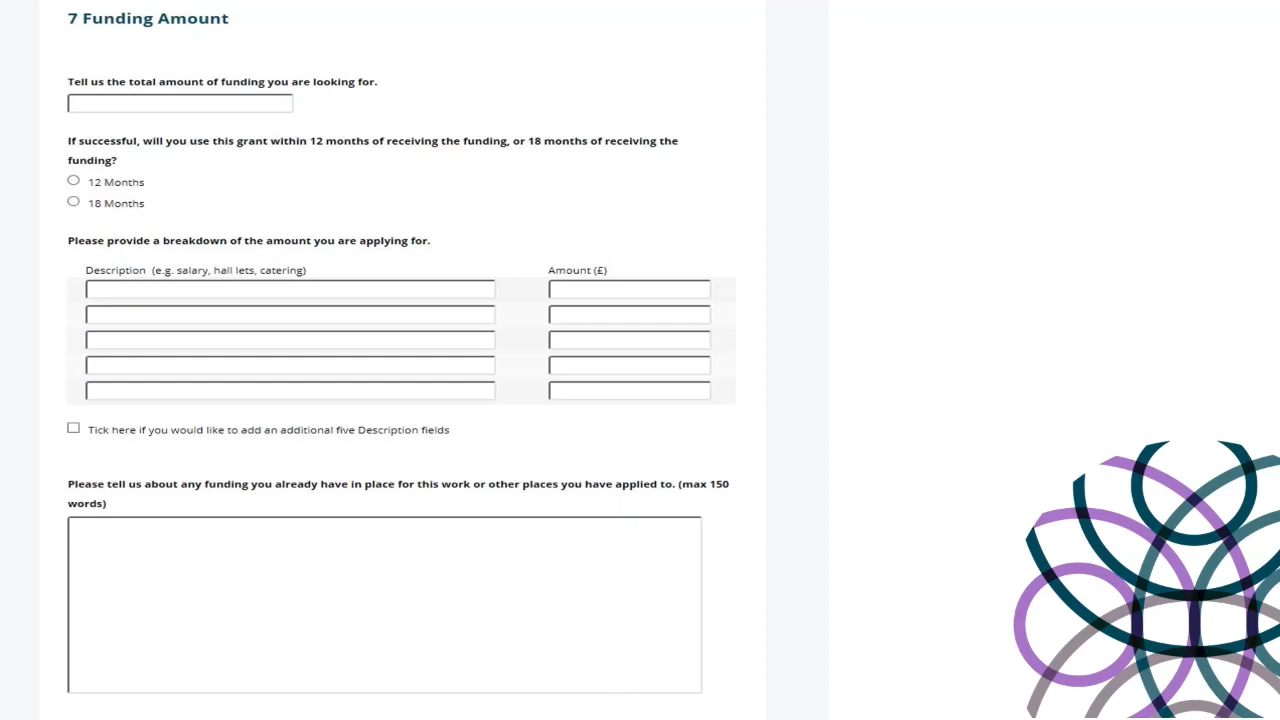 7 Funding Amount
Tell us the total amount of funding you are looking for.
If successful, will you use this grant within 12 months of receiving the funding, or 18 months of receiving the
funding?
12 Months
18 Months
Please provide a breakdown of the amount you are applying for.
Description (e.g. salary, hall lets, catering) Amount (£)
Tick here if you would like to add an additional five Description fields
Please tell us about any funding you already have in place for this work or other places you have applied to. (max 150
words)